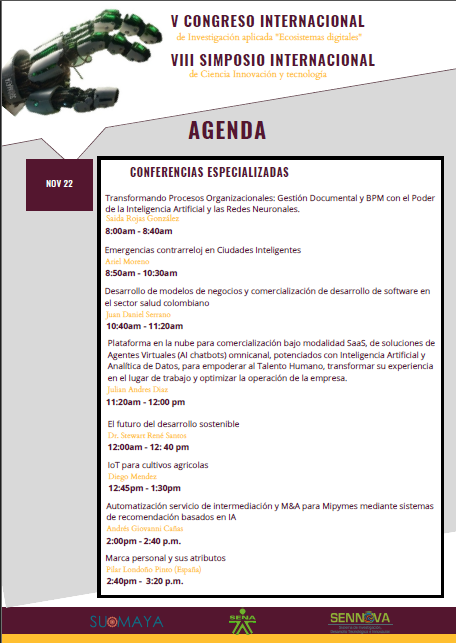 V CONGRESO INTERNACIONAL
de Investigación aplicada "Ecosistemas digitales"
VIII SIMPOSIO INTERNACIONAL
de Ciencia Innovación y tecnología
AGENDA
NOV 22
CONFERENCIAS ESPECIALIZADAS
Transformando Procesos Organizacionales: Gestión Documental y BPM con el Poder
de la Inteligencia Artificial y las Redes Neuronales.
Saida Rojas González
8:00am - 8:40am
Emergencias contrarreloj en Ciudades Inteligentes
Ariel Moreno
8:50am - 10:30am
Desarrollo de modelos de negocios y comercialización de desarrollo de software en
el sector salud colombiano
Juan Daniel Serrano
10:40am - 11:20am
Plataforma en la nube para comercialización bajo modalidad SaaS, de soluciones de
Agentes Virtuales (AI chatbots) omnicanal, potenciados con Inteligencia Artificial y
Analítica de Datos, para empoderar al Talento Humano, transformar su experiencia
en el lugar de trabajo y optimizar la operación de la empresa.
Julian Andres Diaz
11:20am - 12:00 pm
El futuro del desarrollo sostenible
Dr. Stewart René Santos
12:00am - 12: 40 pm
IoT para cultivos agricolas
Diego Mendez
12:45pm - 1:30pm
Automatización servicio de intermediación y M&A para Mipymes mediante sistemas
de recomendación basados en IA
Andrés Giovanni Cañas
2:00pm - 2:40 p.m.
Marca personal y sus atributos
Pilar Londoño Pinto (España)
2:40pm -  3:20 p.m.
SUOMAYA
SENA
SENNOVA